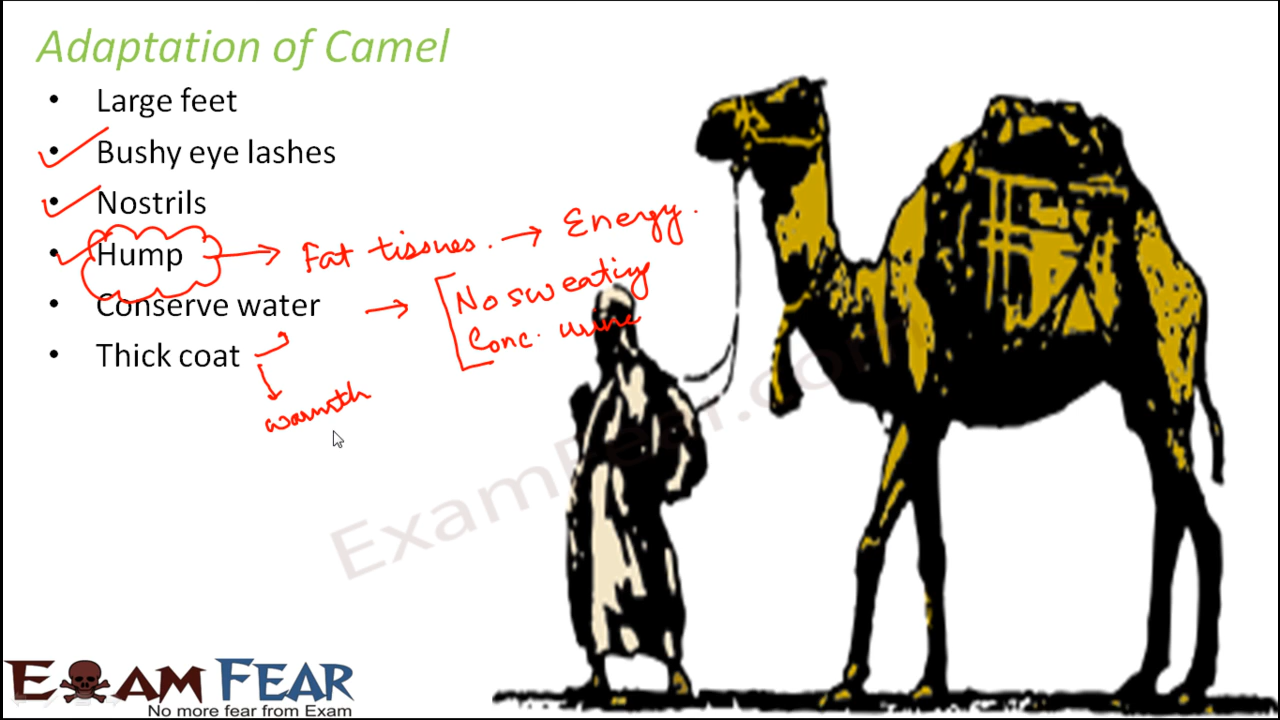 Adaptation of Camel
• Large feet
• Bushy eye lashes
• Nostrils
• Hump → Fat tissues. → Energy.
• Conserve water → No sweating
Conc. urine
• Thick coat
warmth
ExamFear.com
EXAM FEAR
No more fear from Exam